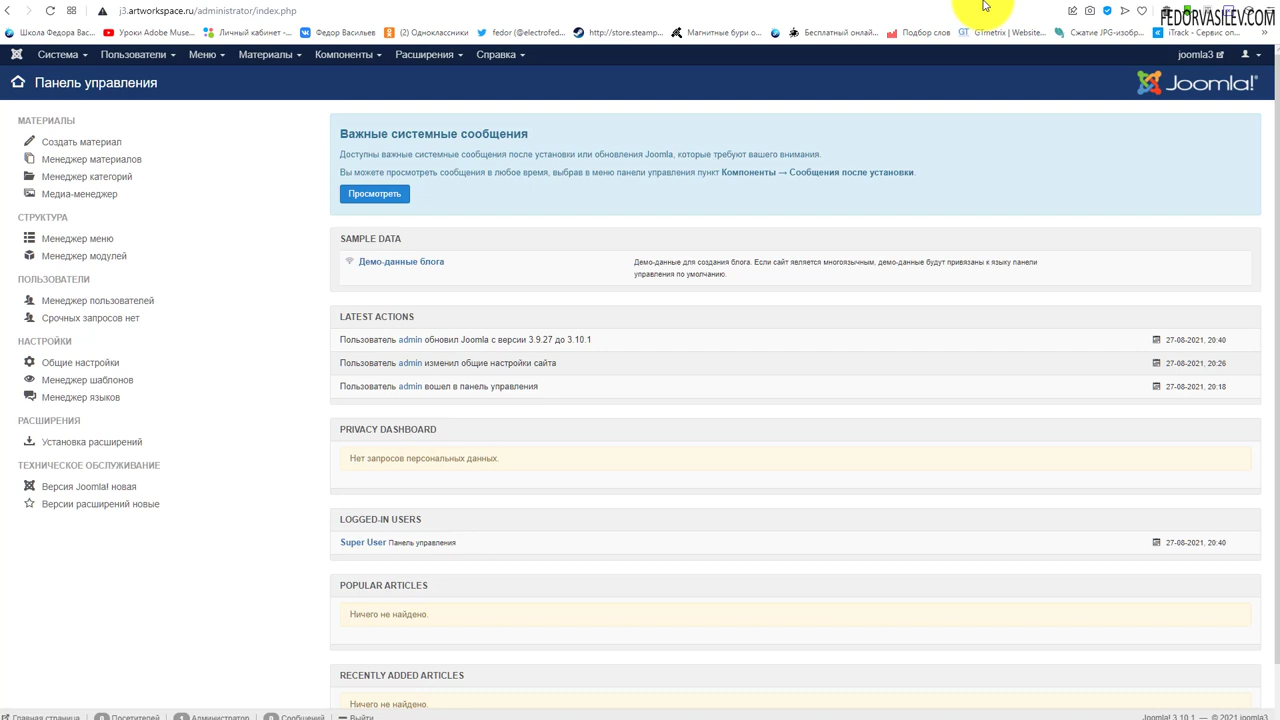 j3.artworkspace.ru/administrator/index.php
FEDORVASILEV.COM
Школа Федора Вас...
Уроки Adobe Muse...
Личный кабинет -...
Федор Васильев
(2) Одноклассники
fedor (@electrofed...
http://store.steamp...
Магнитные бури о...
Бесплатный онлай...
Подбор слов
GTmetrix | Website...
Сжатие JPG-изобр...
iTrack - Сервис оп...
Система
Пользователи
Меню
Материалы
Компоненты
Расширения
Справка
joomla3
Панель управления
Joomla!
МАТЕРИАЛЫ
Создать материал
Менеджер материалов
Менеджер категорий
Медиа-менеджер
СТРУКТУРА
Менеджер меню
Менеджер модулей
ПОЛЬЗОВАТЕЛИ
Менеджер пользователей
Срочных запросов нет
НАСТРОЙКИ
Общие настройки
Менеджер шаблонов
Менеджер языков
РАСШИРЕНИЯ
Установка расширений
ТЕХНИЧЕСКОЕ ОБСЛУЖИВАНИЕ
Версия Joomla! новая
Версии расширений новые
Важные системные сообщения
Доступны важные системные сообщения после установки или обновления Joomla, которые требуют вашего внимания.
Вы можете просмотреть сообщения в любое время, выбрав в меню панели управления пункт Компоненты → Сообщения после установки.
Просмотреть
SAMPLE DATA
Демо-данные блога
Демо-данные для создания блога. Если сайт является многоязычным, демо-данные будут привязаны к языку панели
управления по умолчанию.
LATEST ACTIONS
Пользователь admin обновил Joomla с версии 3.9.27 до 3.10.1
27-08-2021, 20:40
Пользователь admin изменил общие настройки сайта
27-08-2021, 20:26
Пользователь admin вошел в панель управления
27-08-2021, 20:18
PRIVACY DASHBOARD
Нет запросов персональных данных.
LOGGED-IN USERS
Super User Панель управления
27-08-2021, 20:40
POPULAR ARTICLES
Ничего не найдено.
RECENTLY ADDED ARTICLES
Ничего не найдено.
Главная страница
0 Посетителей
1 Администратор
0 Сообщений
Выйти
Joomla! 3.10.1 — © 2021 joomla3